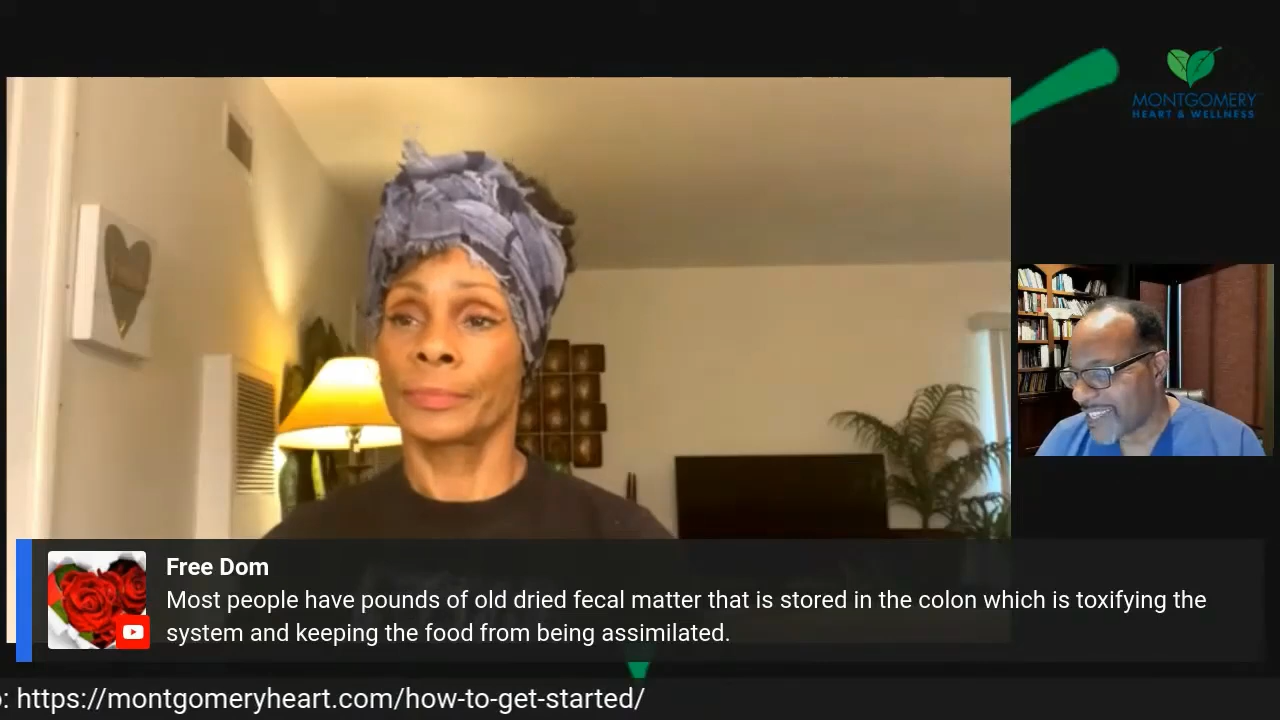 MONTGOMERY
HEART & WELLNESS
Free Dom
Most people have pounds of old dried fecal matter that is stored in the colon which is toxifying the
system and keeping the food from being assimilated.
: https://montgomeryheart.com/how-to-get-started/